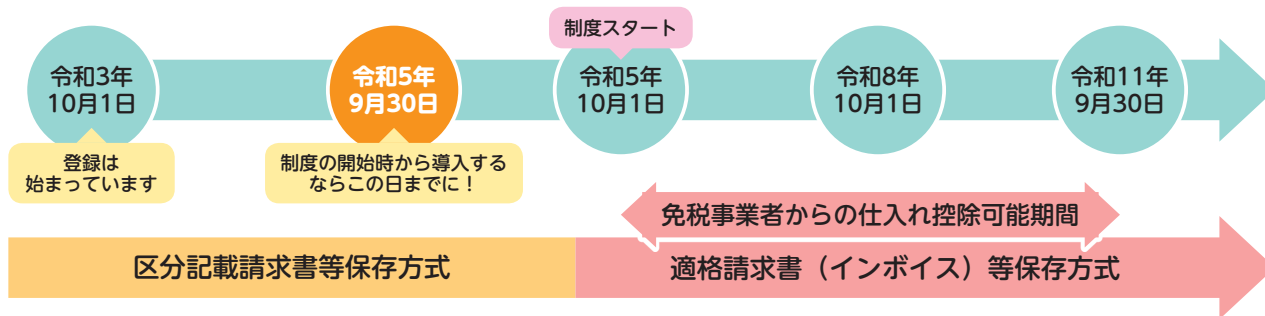 制度スタート
令和3年
10月1日
令和5年
9月30日
令和5年
10月1日
令和8年
10月1日
令和11年
9月30日
登録は
始まっています
制度の開始時から導入する
ならこの日までに！
免税事業者からの仕入れ控除可能期間
区分記載請求書等保存方式
適格請求書（インボイス）等保存方式